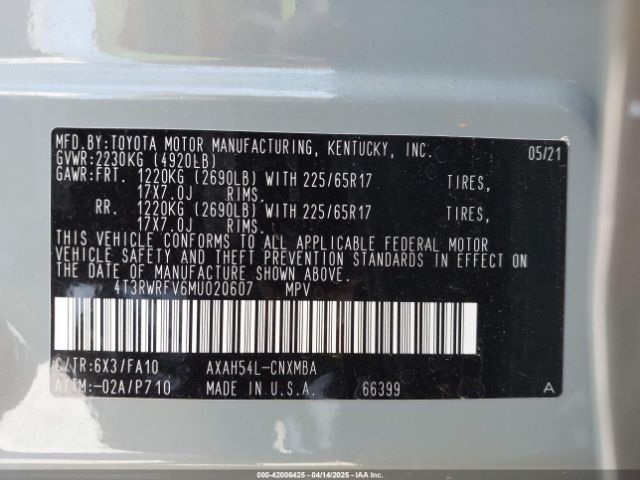 MFD.BY:TOYOTA MOTOR MANUFACTURING, KENTUCKY, INC. 05/21
GVWR:2230KG (4920LB)
GAWR:FRT. 1220KG (2690LB) WITH 225/65R17 TIRES,
17X7.0J RIMS.
RR. 1220KG (2690LB) WITH 225/65R17 TIRES,
17X7.0J RIMS.
THIS VEHICLE CONFORMS TO ALL APPLICABLE FEDERAL MOTOR
VEHICLE SAFETY AND THEFT PREVENTION STANDARDS IN EFFECT ON
THE DATE OF MANUFACTURE SHOWN ABOVE.
4T3RWRFV6MU020607 MPV
C/TR:6X3/FA10 AXAH54L-CNXMBA
A/TM:-02A/P710 MADE IN U.S.A. 66399 A
000-42006425 - 04/14/2025 - IAA Inc.